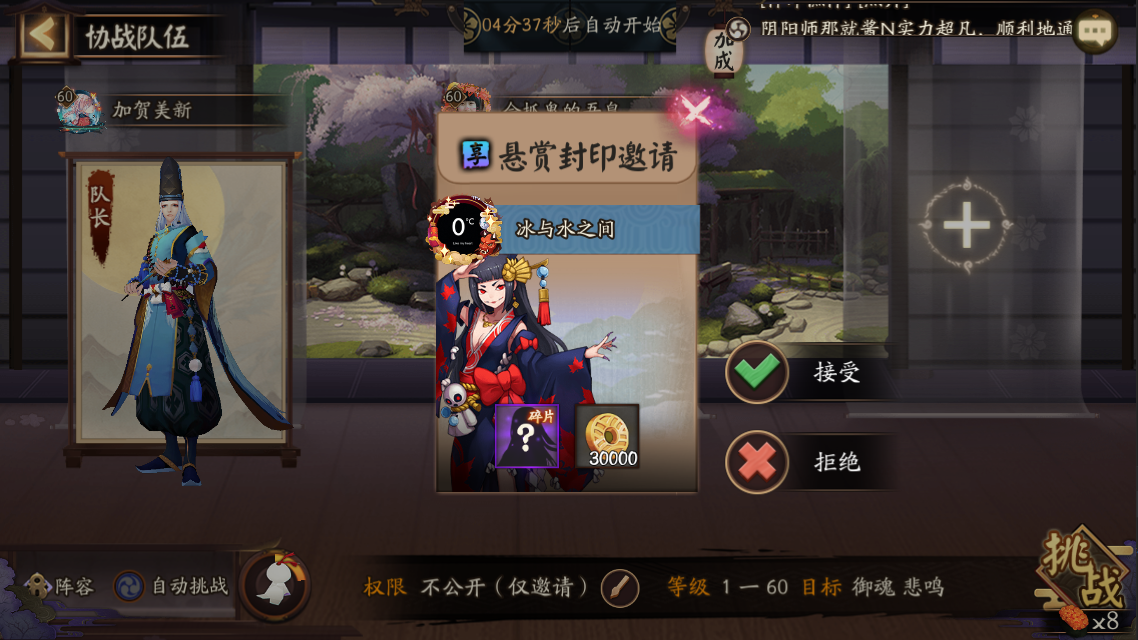 协战队伍
04分37秒后自动开始
加成
阴阳师那就酱N实力超凡，顺利地通
60
加贺美新
60
队长
享 悬赏封印邀请
0℃
冰与水之间
碎片
?
30000
接受
拒绝
阵容
自动挑战
权限 不公开（仅邀请）
等级 1 一 60 目标 御魂 悲鸣
挑战
x8